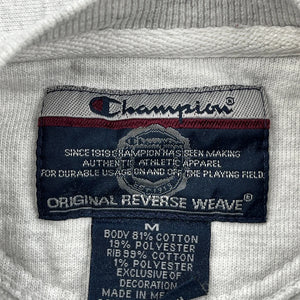 Champion®
SINCE 1919 CHAMPION HAS BEEN MAKING
AUTHENTIC ATHLETIC APPAREL
FOR DURABLE USAGE ON AND OFF THE PLAYING FIELD.
ORIGINAL REVERSE WEAVE®
M
BODY 81% COTTON
19% POLYESTER
RIB 99% COTTON
1% POLYESTER
EXCLUSIVE OF
DECORATION
MADE IN ME